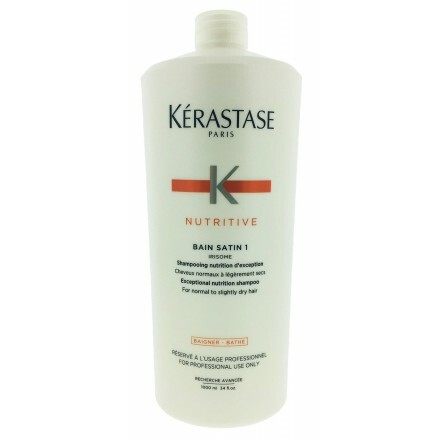 KÉRASTASE
PARIS
K
NUTRITIVE
BAIN SATIN 1
IRISOME
Shampooing nutrition d'exception
Cheveux normaux à légèrement secs
Exceptional nutrition shampoo
For normal to slightly dry hair
BAIGNER - BATHE
RÉSERVÉ À L'USAGE PROFESSIONNEL
FOR PROFESSIONAL USE ONLY
RECHERCHE AVANCÉE
1000 ml 34 fl.oz